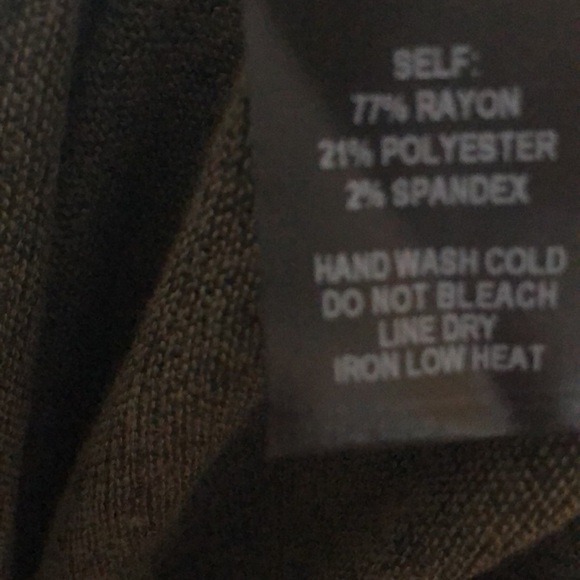 SELF:
77% RAYON
21% POLYESTER
2% SPANDEX
HAND WASH COLD
DO NOT BLEACH
LINE DRY
IRON LOW HEAT